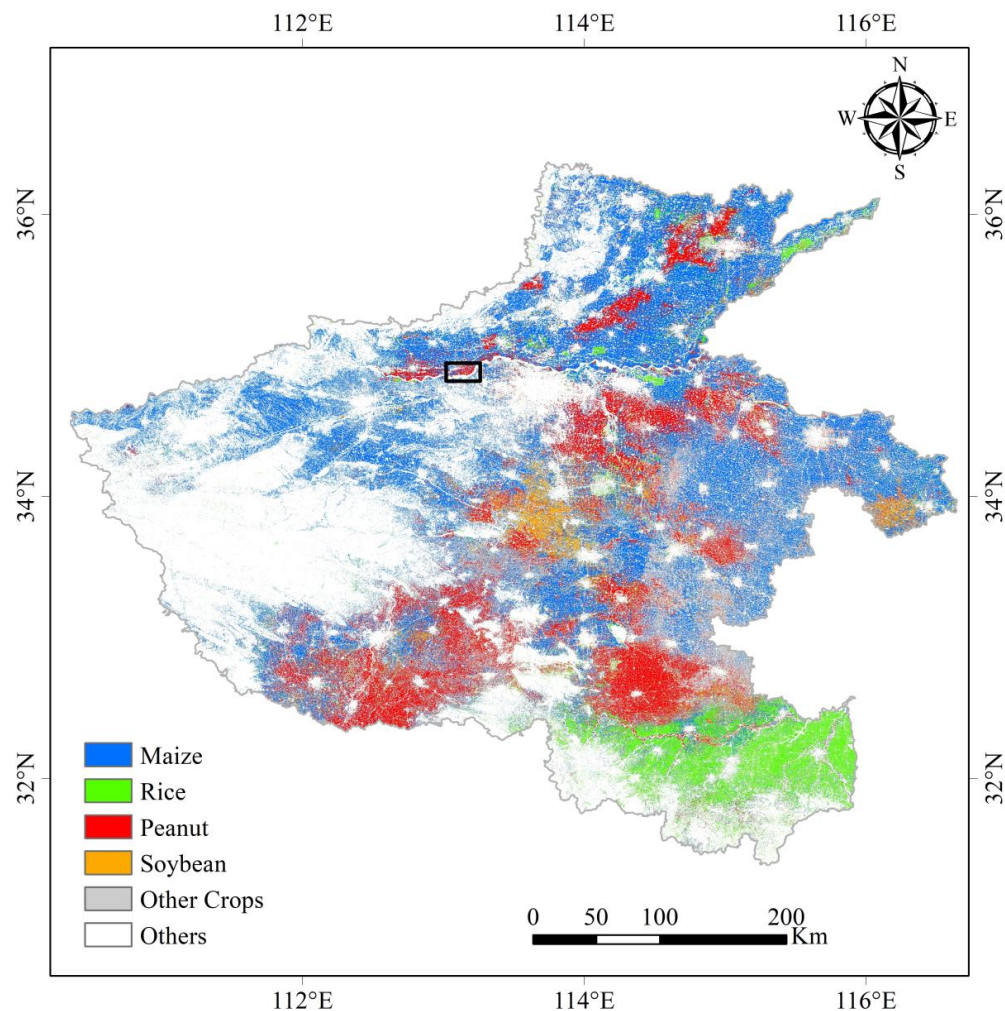 112°E 114°E 116°E
N
W E
S
36°N 36°N
34°N 34°N
32°N 32°N
Maize
Rice
Peanut
Soybean
Other Crops
Others
0 50 100 200
Km
112°E 114°E 116°E